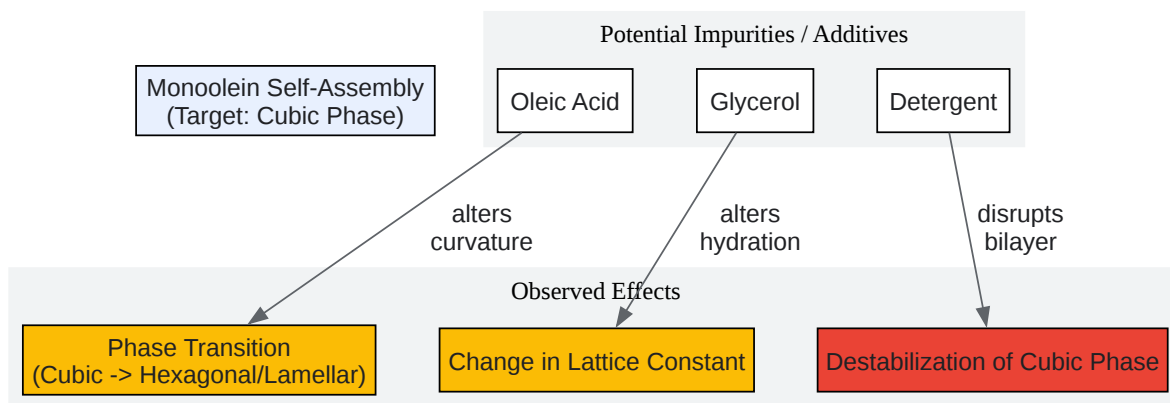 Potential Impurities / Additives
Monoolein Self-Assembly
(Target: Cubic Phase)
Oleic Acid
Glycerol
Detergent
alters
curvature
alters
hydration
disrupts
bilayer
Observed Effects
Phase Transition
(Cubic -> Hexagonal/Lamellar)
Change in Lattice Constant
Destabilization of Cubic Phase